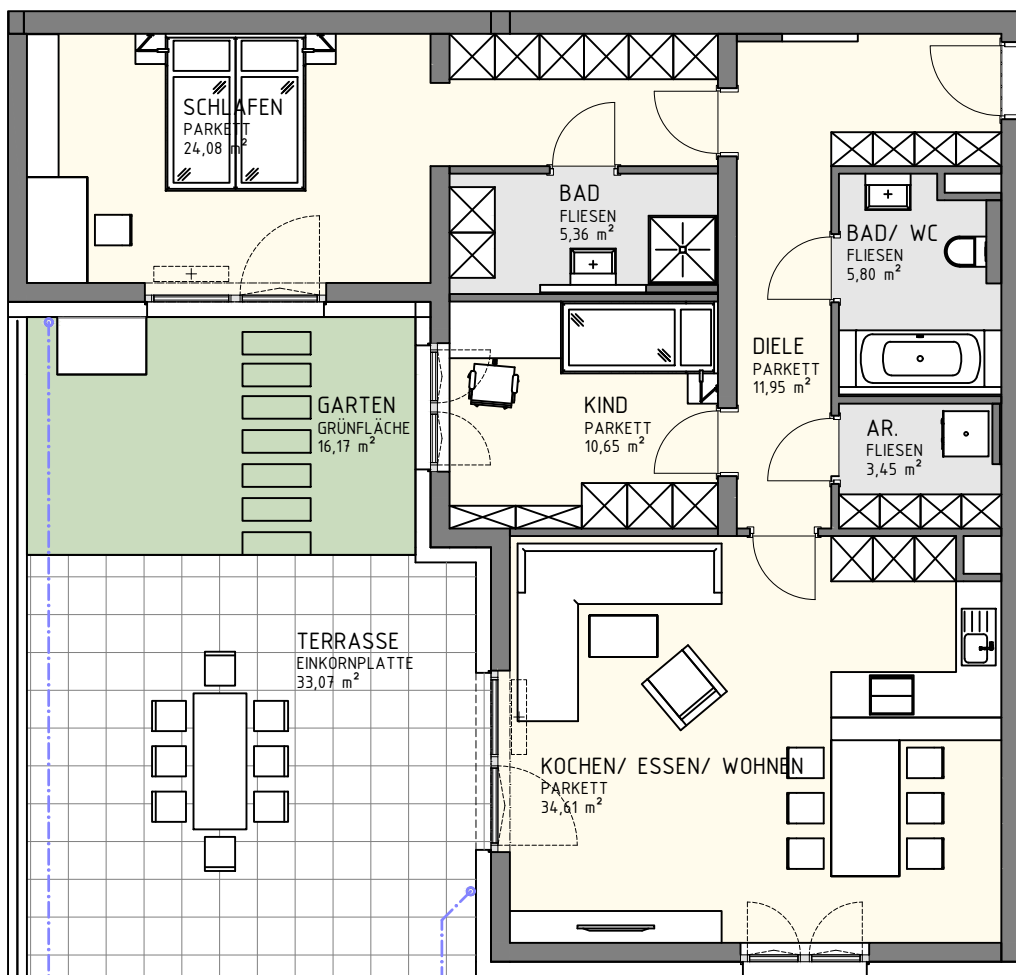 SCHLAFEN
PARKETT
24,08 m²
BAD
FLIESEN
5,36 m²
BAD/ WC
FLIESEN
5,80 m²
DIELE
PARKETT
11,95 m²
GARTEN
GRÜNFLÄCHE
16,17 m²
KIND
PARKETT
10,65 m²
AR.
FLIESEN
3,45 m²
TERRASSE
EINKORNPLATTE
33,07 m²
KOCHEN/ ESSEN/ WOHNEN
PARKETT
34,61 m²